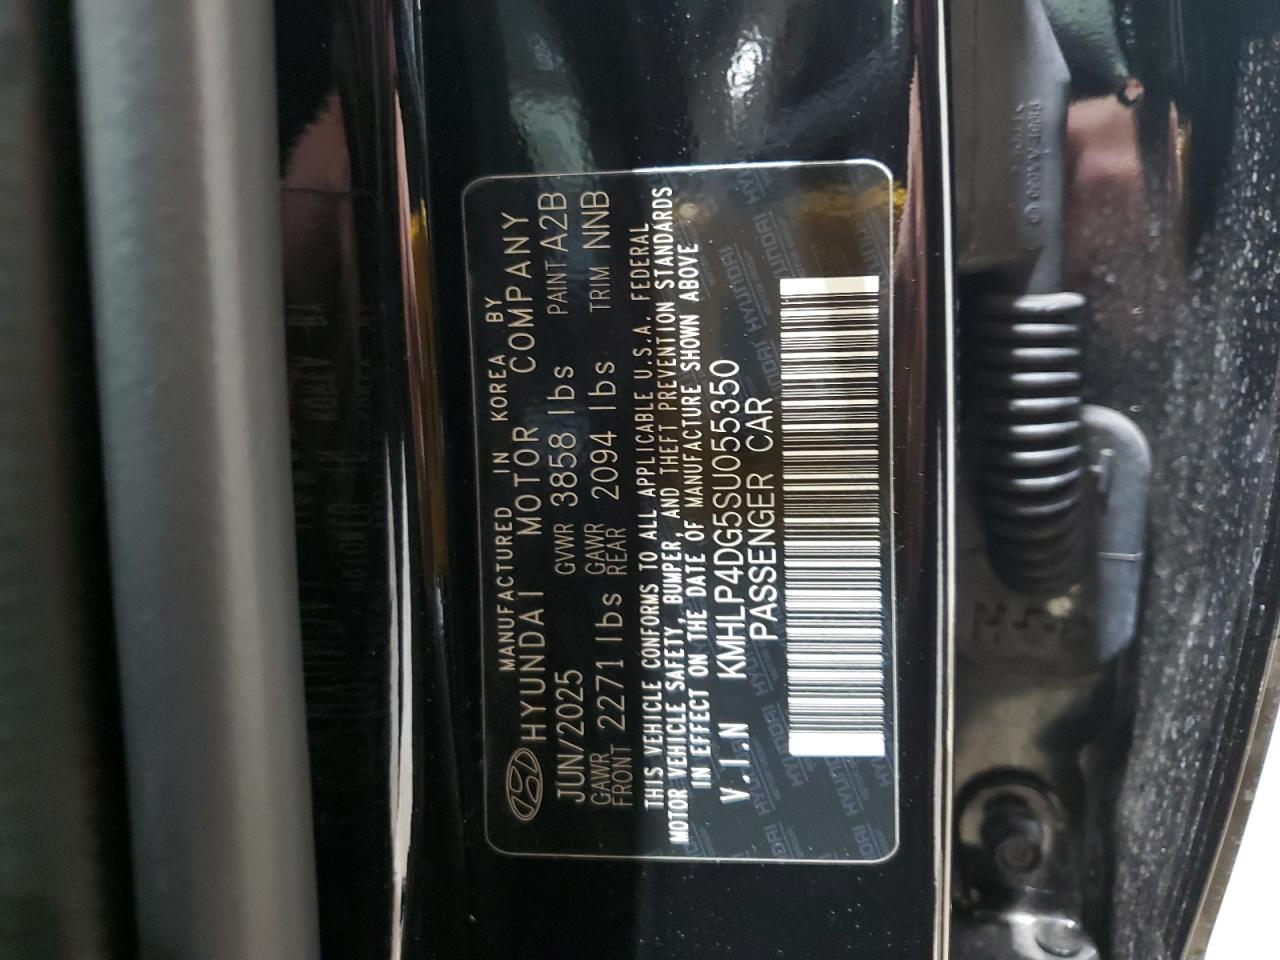 MANUFACTURED IN KOREA BY
HYUNDAI MOTOR COMPANY
JUN/2025 GVWR 3858 lbs PAINT A2B
GAWR FRONT 2271 lbs GAWR REAR 2094 lbs TRIM NNB
THIS VEHICLE CONFORMS TO ALL APPLICABLE U.S.A. FEDERAL
MOTOR VEHICLE SAFETY, BUMPER, AND THEFT PREVENTION STANDARDS
IN EFFECT ON THE DATE OF MANUFACTURE SHOWN ABOVE
V.I.N KMHLP4DG5SU055350
PASSENGER CAR